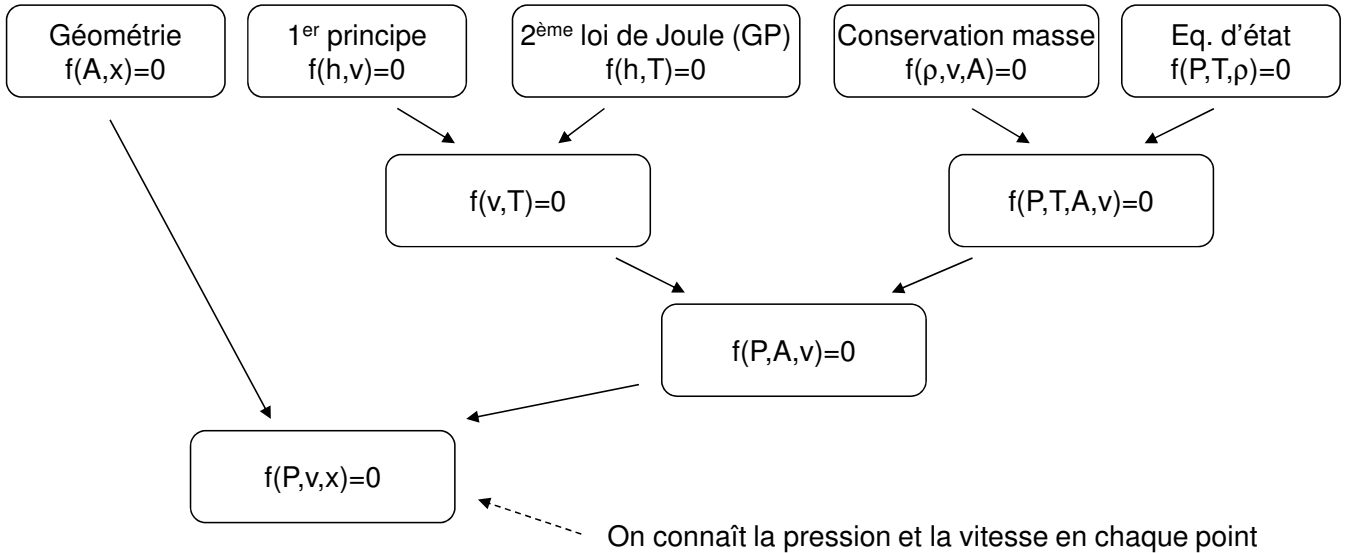 Géométrie
f(A,x)=0
1er principe
f(h,v)=0
2ème loi de Joule (GP)
f(h,T)=0
Conservation masse
f(ρ,v,A)=0
Eq. d'état
f(P,T,ρ)=0
f(v,T)=0
f(P,T,A,v)=0
f(P,A,v)=0
f(P,v,x)=0
On connaît la pression et la vitesse en chaque point